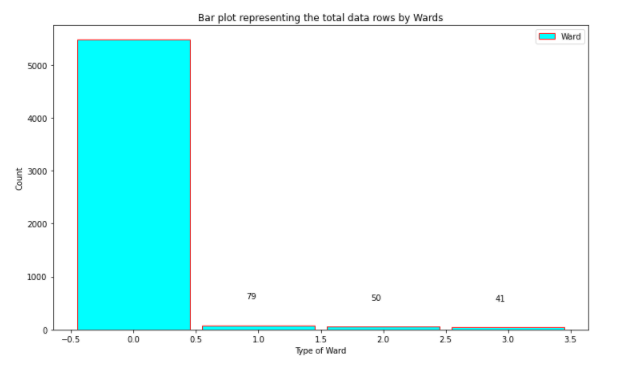 Bar plot representing the total data rows by Wards
Ward
5000
4000
3000
2000
1000
0
Count
79
50
41
−0.5 0.0 0.5 1.0 1.5 2.0 2.5 3.0 3.5
Type of Ward